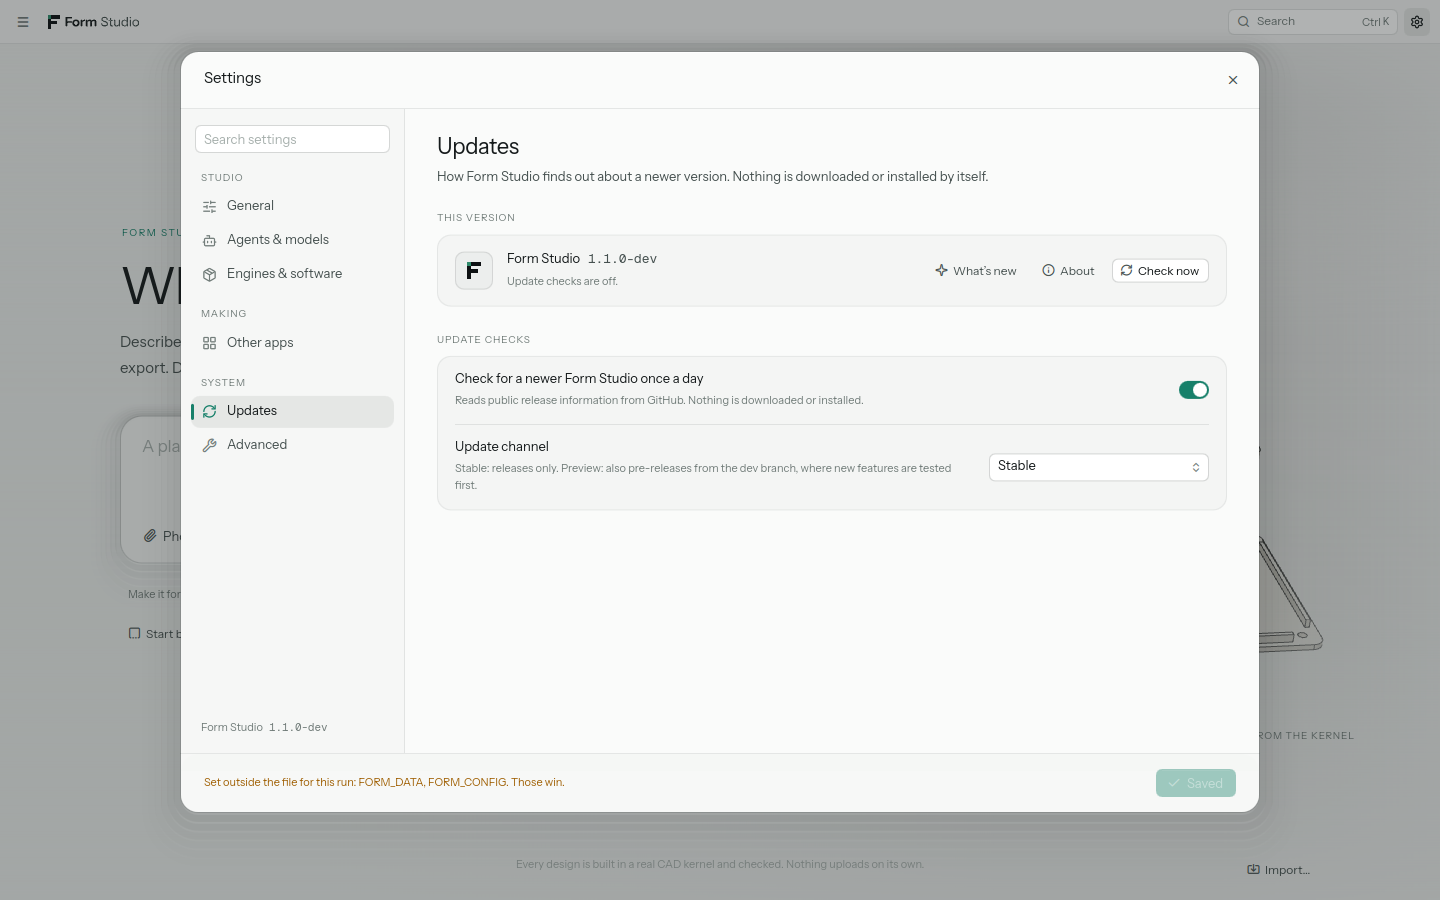 Form Studio
Search
Ctrl K
Settings
Search settings
STUDIO
General
Agents & models
Engines & software
MAKING
Other apps
SYSTEM
Updates
Advanced
Form Studio 1.1.0-dev
Updates
How Form Studio finds out about a newer version. Nothing is downloaded or installed by itself.
THIS VERSION
Form Studio 1.1.0-dev
Update checks are off.
What's new
About
Check now
UPDATE CHECKS
Check for a newer Form Studio once a day
Reads public release information from GitHub. Nothing is downloaded or installed.
Update channel
Stable: releases only. Preview: also pre-releases from the dev branch, where new features are tested
first.
Stable
Set outside the file for this run: FORM_DATA, FORM_CONFIG. Those win.
Saved
FORM STU
Describe
export. D
A pla
Make it for
Start b
ROM THE KERNEL
Every design is built in a real CAD kernel and checked. Nothing uploads on its own.
Import...